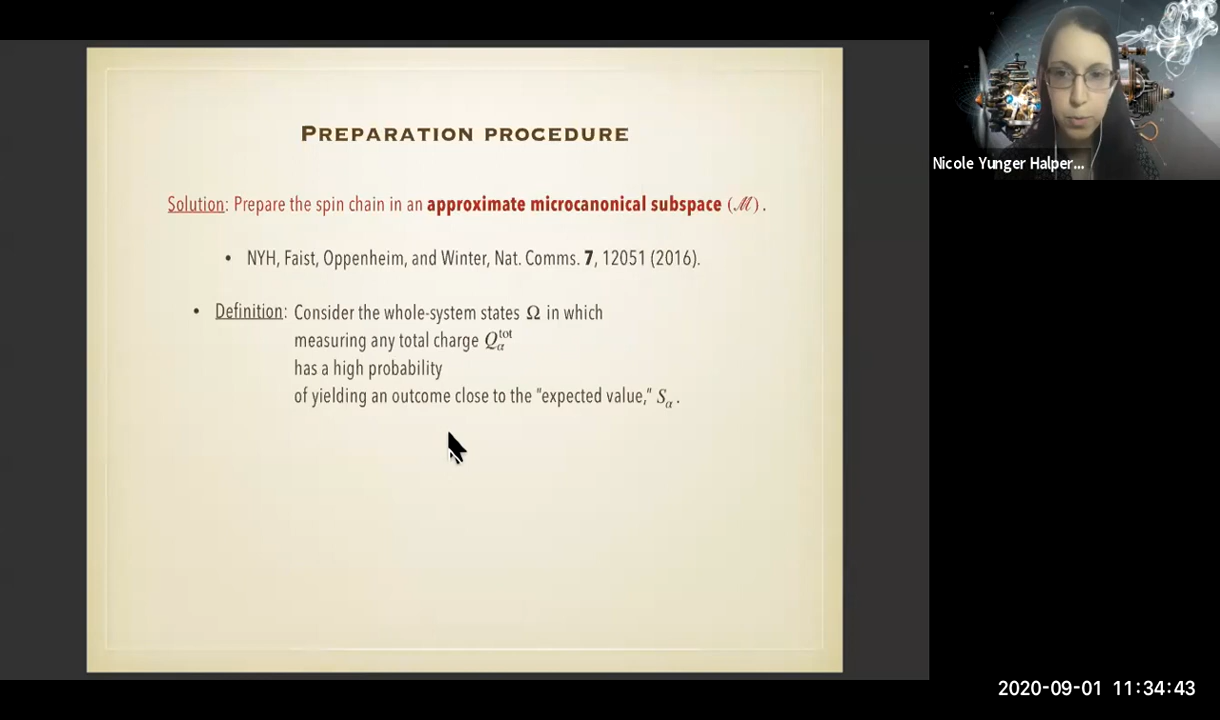 PREPARATION PROCEDURE
Solution: Prepare the spin chain in an approximate microcanonical subspace (ℳ).
• NYH, Faist, Oppenheim, and Winter, Nat. Comms. 7, 12051 (2016).
• Definition: Consider the whole-system states Ω in which
measuring any total charge Q_α^tot
has a high probability
of yielding an outcome close to the "expected value," S_α.
Nicole Yunger Halper...
2020-09-01 11:34:43